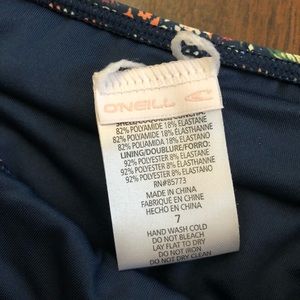 O'NEILL
SHELL/COQUILLE/CONCHA:
82% POLYAMIDE 18% ELASTANE
82% POLYAMIDE 18% ELASTHANNE
82% POLIAMIDA 18% ELASTANO
LINING/DOUBLURE/FORRO:
92% POLYESTER 8% ELASTANE
92% POLYESTER 8% ELASTHANNE
92% POLIESTER 8% ELASTANO
RN#85773
MADE IN CHINA
FABRIQUE EN CHINE
HECHO EN CHINA
7
HAND WASH COLD
DO NOT BLEACH
LAY FLAT TO DRY
DO NOT IRON
DO NOT DRY CLEAN